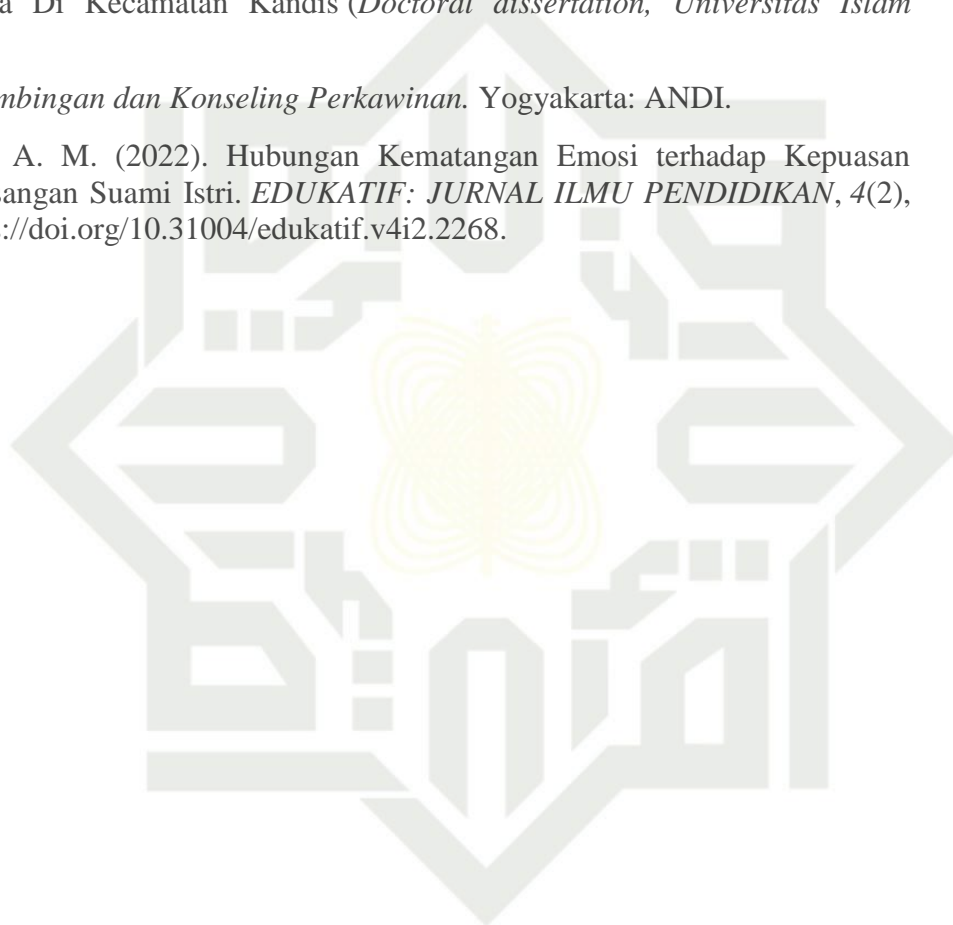 a Di Kecamatan Kandis (Doctoral dissertation, Universitas Islam
mbingan dan Konseling Perkawinan. Yogyakarta: ANDI.
A. M. (2022). Hubungan Kematangan Emosi terhadap Kepuasan
sangan Suami Istri. EDUKATIF: JURNAL ILMU PENDIDIKAN, 4(2),
://doi.org/10.31004/edukatif.v4i2.2268.